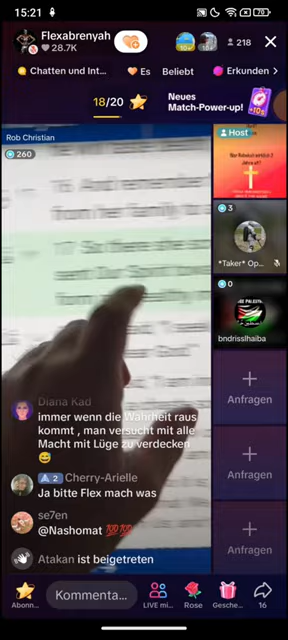 15:21
70
Flexabrenyah
28.7K
218
Chatten und Int...
Es
Beliebt
Erkunden
18/20
Neues
Match-Power-up!
Rob Christian
260
Host
3
*Taker* Op...
0
bndrisslhaiba
Anfragen
Anfragen
Anfragen
Diana Kad
immer wenn die Wahrheit raus
kommt , man versucht mit alle
Macht mit Lüge zu verdecken
😅
2 Cherry-Arielle
Ja bitte Flex mach was
se7en
@Nashomat 💯💯
Atakan ist beigetreten
Abonn...
Kommenta...
LIVE mi...
Rose
Gesche...
16